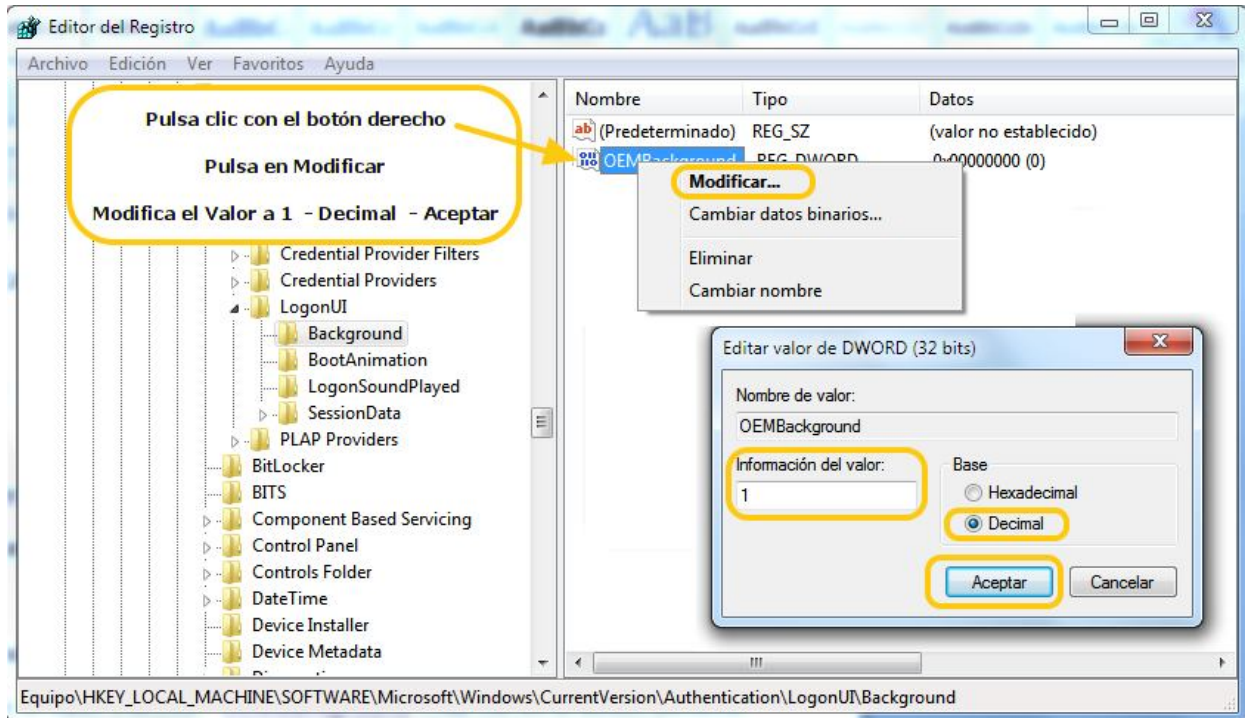 Editor del Registro
Archivo Edición Ver Favoritos Ayuda
Pulsa clic con el botón derecho
Pulsa en Modificar
Modifica el Valor a 1 - Decimal - Aceptar
Credential Provider Filters
Credential Providers
LogonUI
Background
BootAnimation
LogonSoundPlayed
SessionData
PLAP Providers
BitLocker
BITS
Component Based Servicing
Control Panel
Controls Folder
DateTime
Device Installer
Device Metadata
Nombre Tipo Datos
(Predeterminado) REG_SZ (valor no establecido)
OEMBackground REG_DWORD 0x00000000 (0)
Modificar...
Cambiar datos binarios...
Eliminar
Cambiar nombre
Editar valor de DWORD (32 bits)
Nombre de valor:
OEMBackground
Información del valor:
1
Base
Hexadecimal
Decimal
Aceptar Cancelar
Equipo\HKEY_LOCAL_MACHINE\SOFTWARE\Microsoft\Windows\CurrentVersion\Authentication\LogonUI\Background